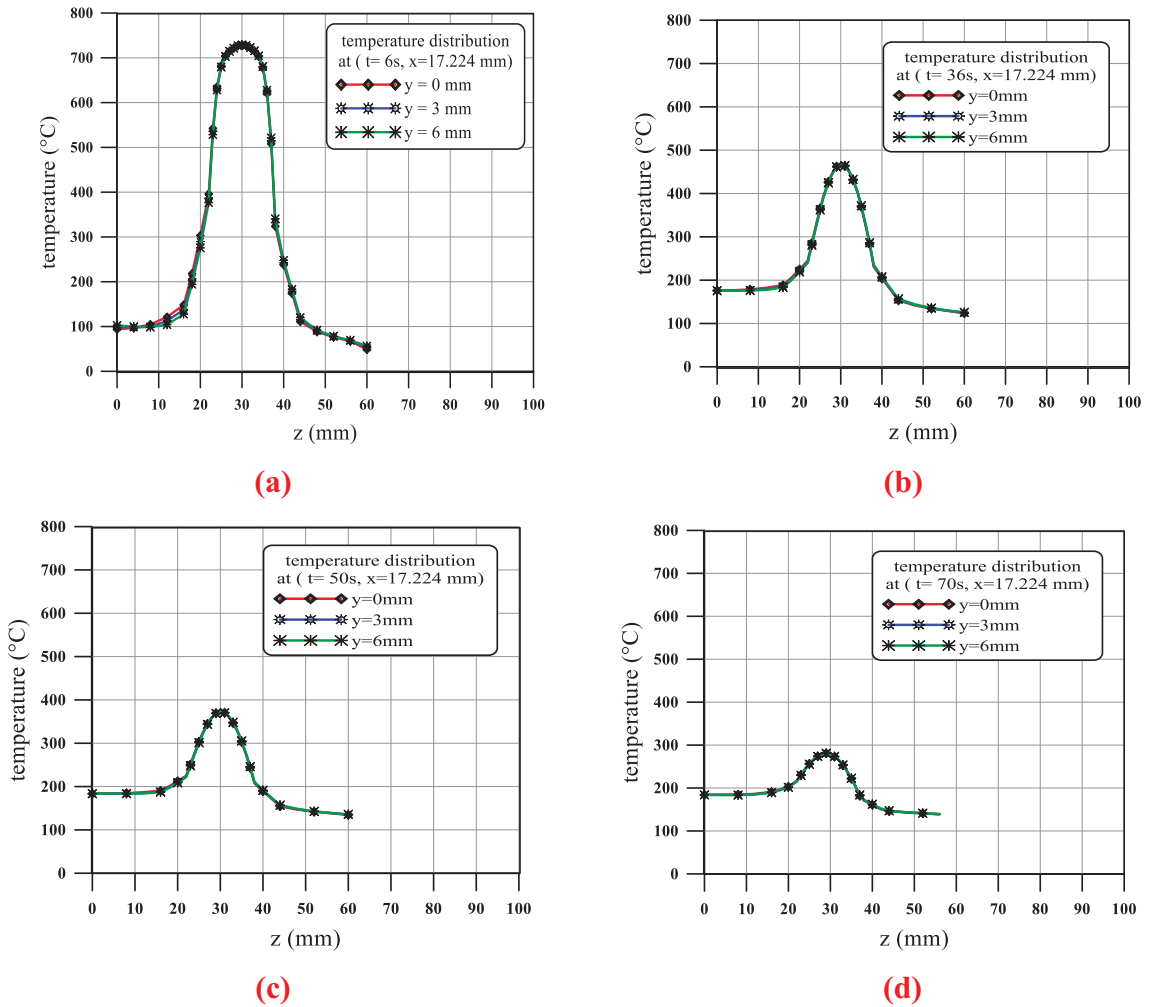 800
700
600
500
400
300
200
100
0
temperature (°C)
temperature distribution
at ( t= 6s, x=17.224 mm)
y = 0 mm
y = 3 mm
y = 6 mm
0 10 20 30 40 50 60 70 80 90 100
z (mm)
(a)
800
700
600
500
400
300
200
100
0
temperature (°C)
temperature distribution
at ( t= 36s, x=17.224 mm)
y=0mm
y=3mm
y=6mm
0 10 20 30 40 50 60 70 80 90 100
z (mm)
(b)
800
700
600
500
400
300
200
100
0
temperature (°C)
temperature distribution
at ( t= 50s, x=17.224 mm)
y=0mm
y=3mm
y=6mm
0 10 20 30 40 50 60 70 80 90 100
z (mm)
(c)
800
700
600
500
400
300
200
100
0
temperature (°C)
temperature distribution
at ( t= 70s, x=17.224 mm)
y=0mm
y=3mm
y=6mm
0 10 20 30 40 50 60 70 80 90 100
z (mm)
(d)